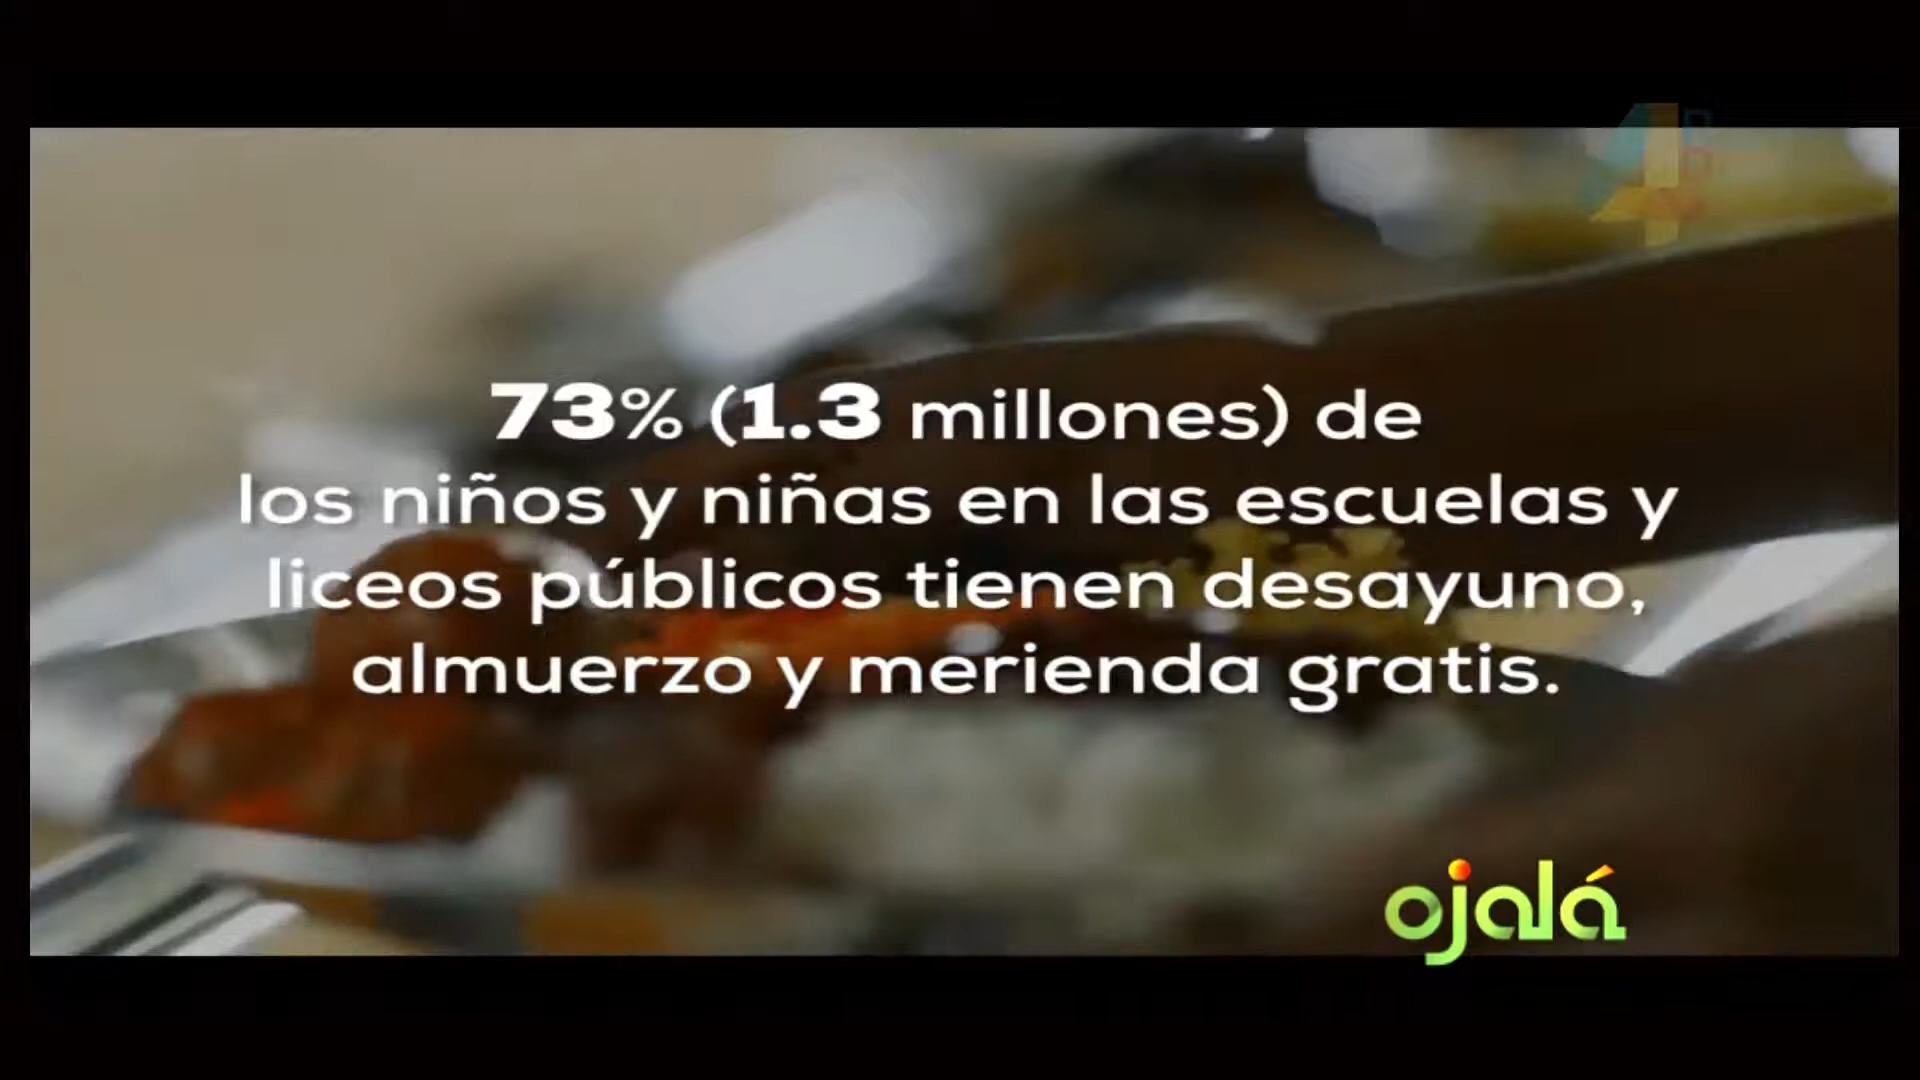 73% (1.3 millones) de
los niños y niñas en las escuelas y
liceos públicos tienen desayuno,
almuerzo y merienda gratis.
4
ojalá